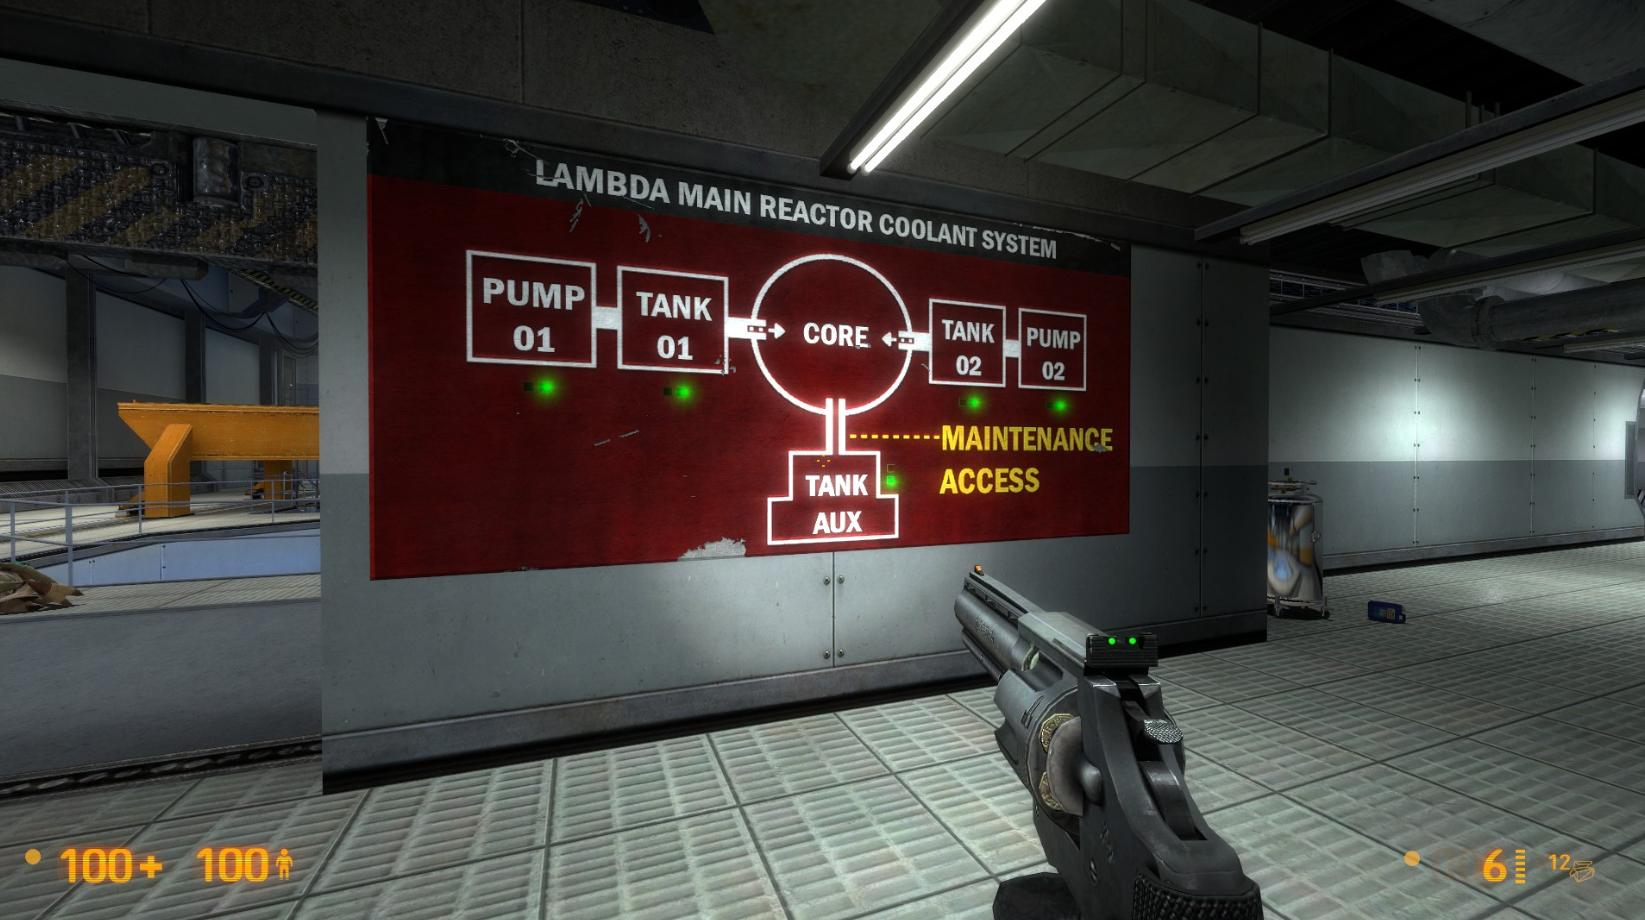 LAMBDA MAIN REACTOR COOLANT SYSTEM
PUMP
01
TANK
01
CORE
TANK
02
PUMP
02
MAINTENANCE
ACCESS
TANK
AUX
100+ 100
6 12